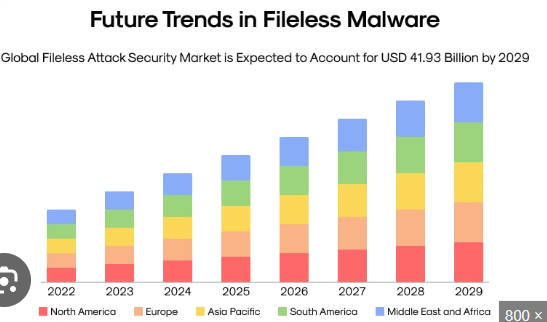 Future Trends in Fileless Malware
Global Fileless Attack Security Market is Expected to Account for USD 41.93 Billion by 2029
2022 2023 2024 2025 2026 2027 2028 2029
North America Europe Asia Pacific South America Middle East and Africa
800 ×